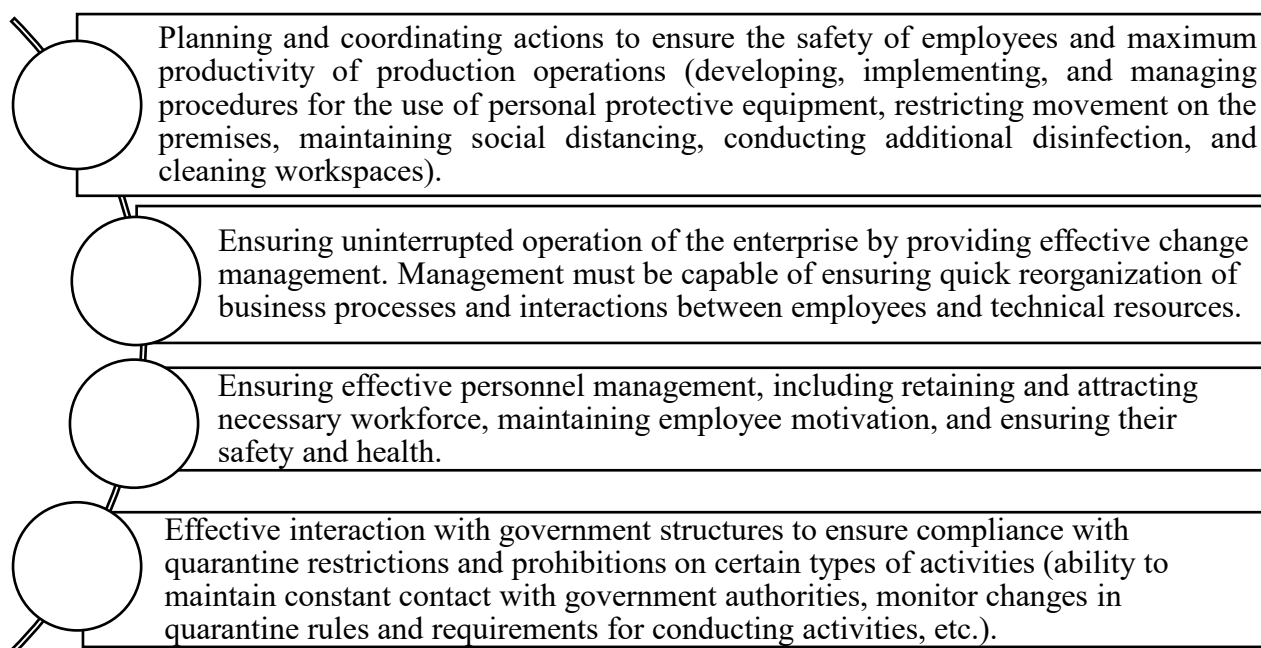 Planning and coordinating actions to ensure the safety of employees and maximum
productivity of production operations (developing, implementing, and managing
procedures for the use of personal protective equipment, restricting movement on the
premises, maintaining social distancing, conducting additional disinfection, and
cleaning workspaces).
Ensuring uninterrupted operation of the enterprise by providing effective change
management. Management must be capable of ensuring quick reorganization of
business processes and interactions between employees and technical resources.
Ensuring effective personnel management, including retaining and attracting
necessary workforce, maintaining employee motivation, and ensuring their
safety and health.
Effective interaction with government structures to ensure compliance with
quarantine restrictions and prohibitions on certain types of activities (ability to
maintain constant contact with government authorities, monitor changes in
quarantine rules and requirements for conducting activities, etc.).